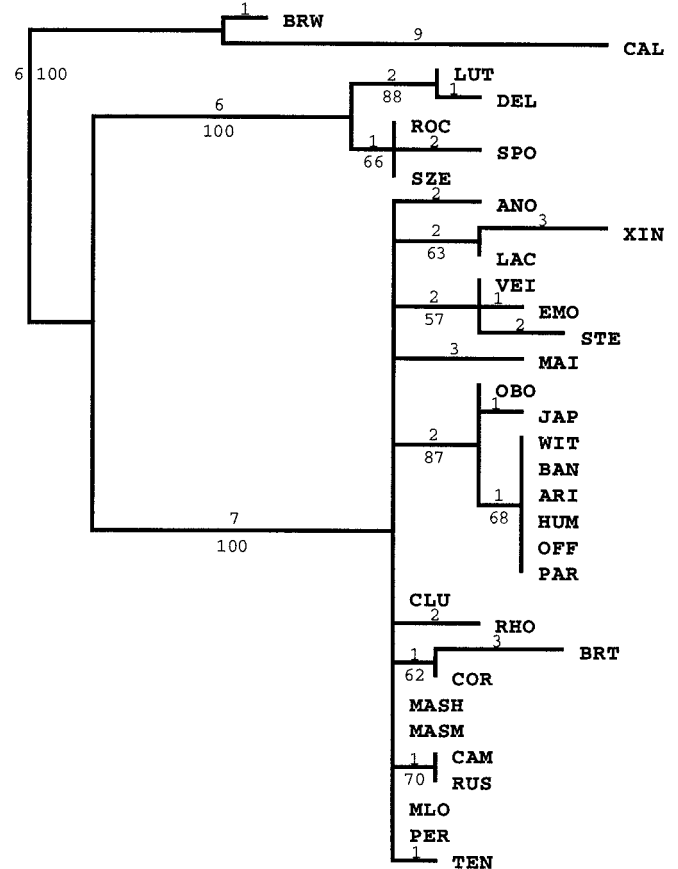 1
BRW
9
CAL
6 100
2
LUT
88
1
DEL
6
100
ROC
1
2
SPO
66
SZE
2
ANO
3
2
XIN
63
LAC
VEI
2
1
EMO
57
2
STE
3
MAI
OBO
1
JAP
2
WIT
87
BAN
1
ARI
68
HUM
7
OFF
100
PAR
CLU
2
RHO
3
1
BRT
62
COR
MASH
MASM
1
CAM
70
RUS
MLO
PER
1
TEN